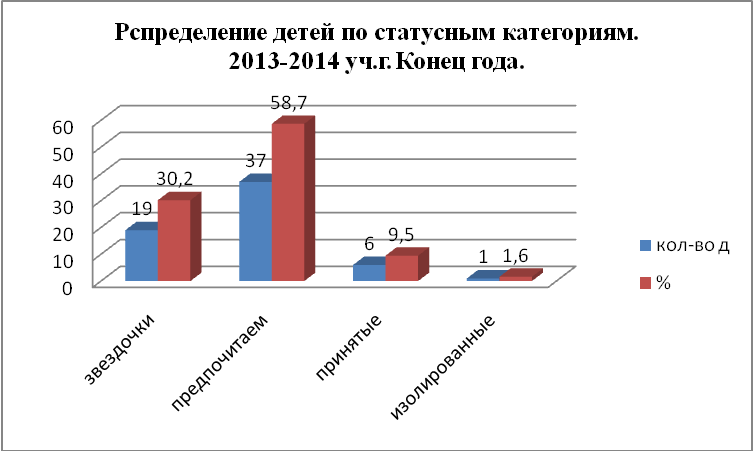 Рспределение детей по статусным категориям.
2013-2014 уч.г. Конец года.
60
50
40
30
20
10
0
19
30,2
37
58,7
6
9,5
1
1,6
звездочки
предпочитаем
принятые
изолированные
кол-во д
%